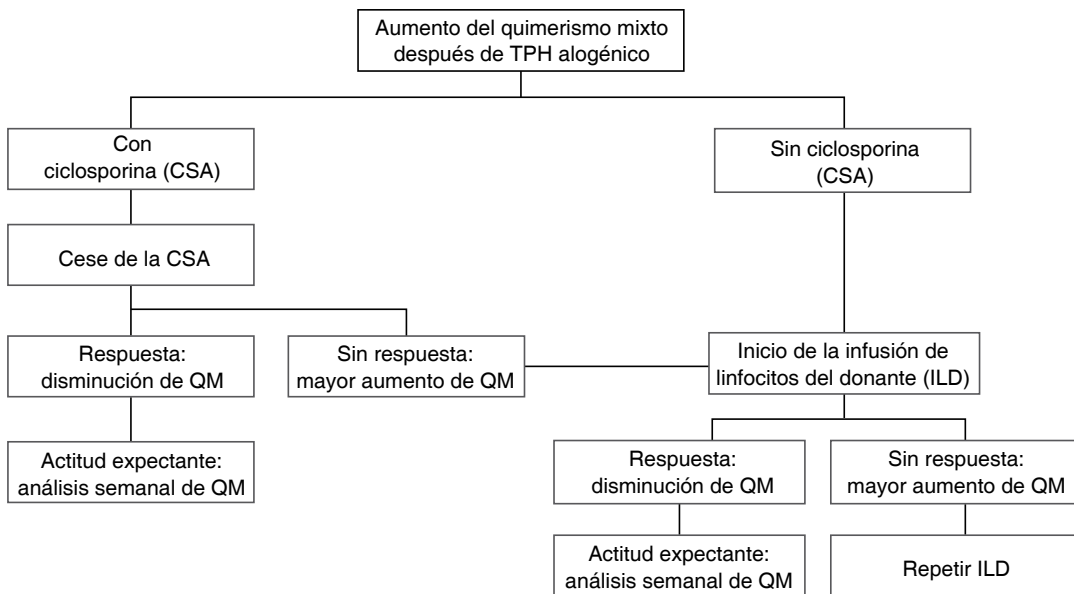 Aumento del quimerismo mixto
después de TPH alogénico
Con
ciclosporina (CSA)
Sin ciclosporina
(CSA)
Cese de la CSA
Respuesta:
disminución de QM
Sin respuesta:
mayor aumento de QM
Inicio de la infusión de
linfocitos del donante (ILD)
Actitud expectante:
análisis semanal de QM
Respuesta:
disminución de QM
Sin respuesta:
mayor aumento de QM
Actitud expectante:
análisis semanal de QM
Repetir ILD